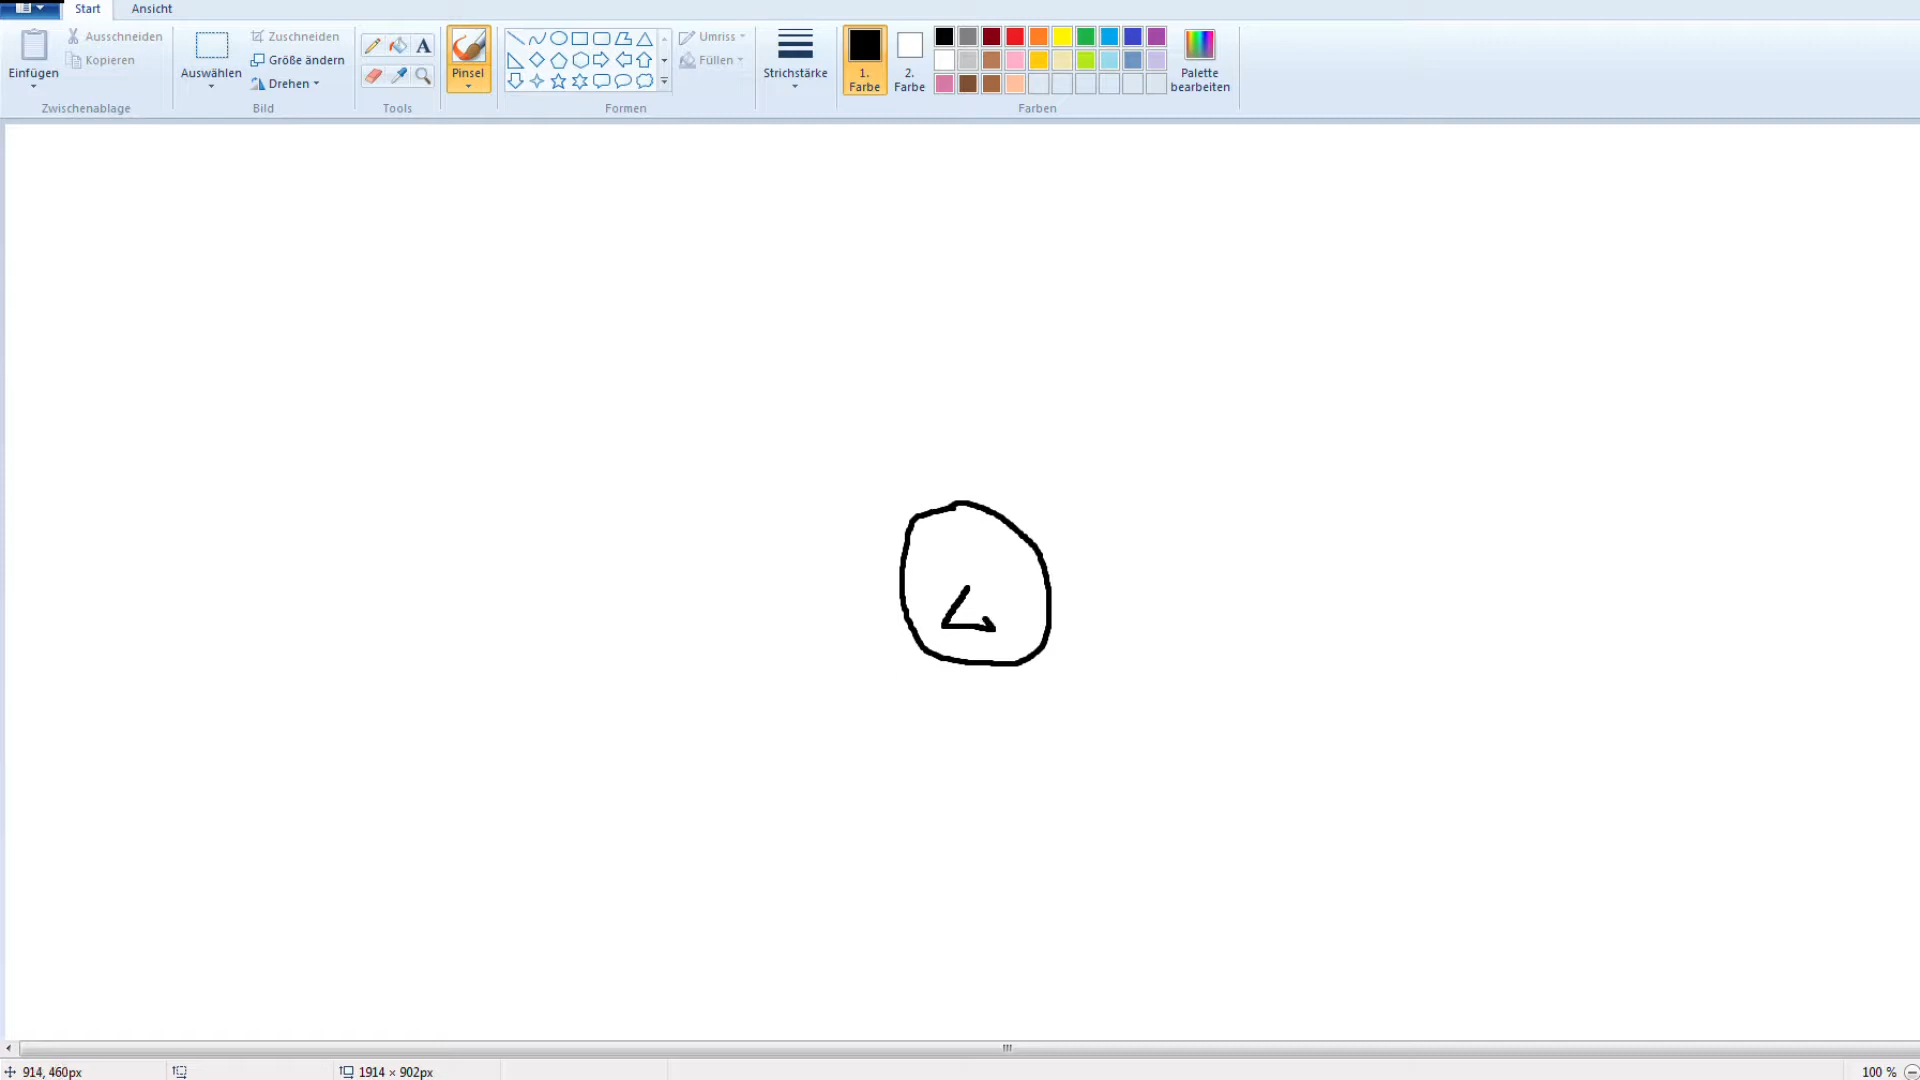 Start Ansicht
Einfügen
Ausschneiden
Kopieren
Zwischenablage
Auswählen
Zuschneiden
Größe ändern
Drehen
Bild
A
Tools
Pinsel
Formen
Umriss
Füllen
Strichstärke
1. Farbe
2. Farbe
Farben
Palette bearbeiten
914, 460px
1914 × 902px
100 %